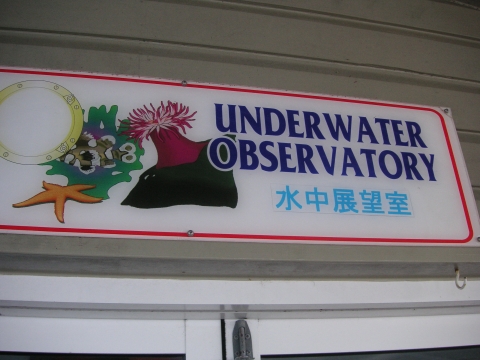 UNDERWATER
OBSERVATORY
水中展望室